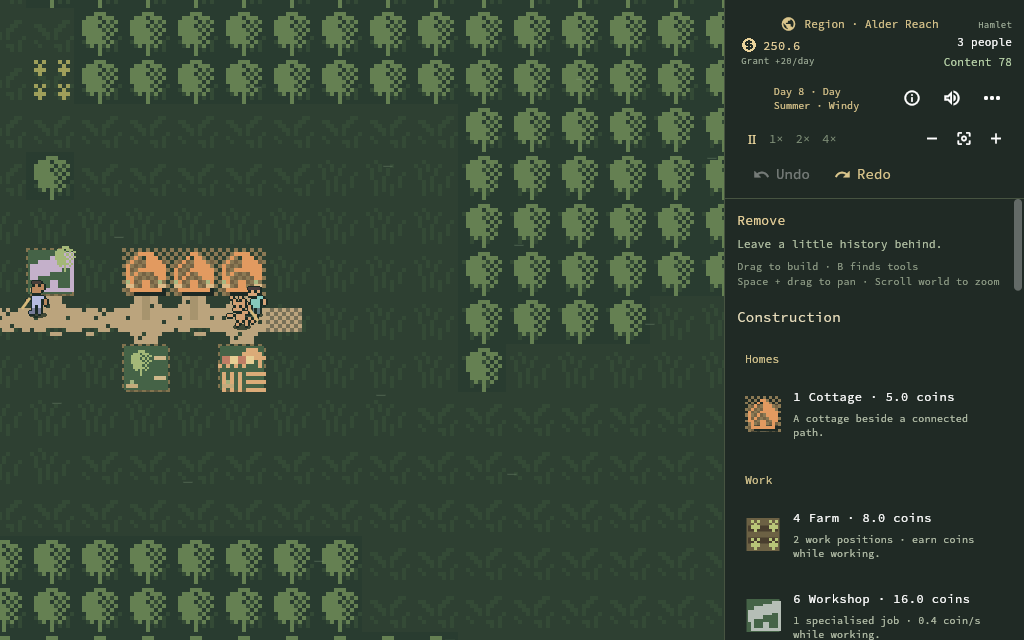 Region · Alder Reach
Hamlet
250.6
3 people
Grant +20/day
Content 78
Day 8 · Day
Summer · Windy
1× 2× 4×
Undo
Redo
Remove
Leave a little history behind.
Drag to build · B finds tools
Space + drag to pan · Scroll world to zoom
Construction
Homes
1 Cottage · 5.0 coins
A cottage beside a connected
path.
Work
4 Farm · 8.0 coins
2 work positions · earn coins
while working.
6 Workshop · 16.0 coins
1 specialised job · 0.4 coin/s
while working.